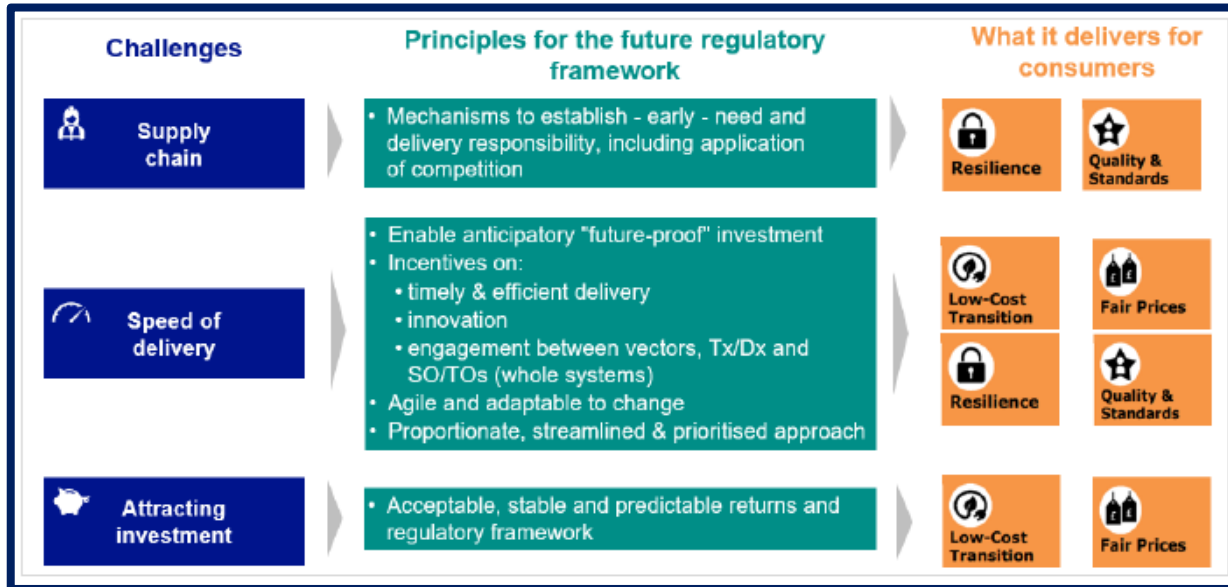 Challenges
Principles for the future regulatory
framework
What it delivers for
consumers
Supply
chain
• Mechanisms to establish - early - need and
delivery responsibility, including application
of competition
Resilience
Quality &
Standards
Speed of
delivery
• Enable anticipatory "future-proof" investment
• Incentives on:
• timely & efficient delivery
• innovation
• engagement between vectors, Tx/Dx and
SO/TOs (whole systems)
• Agile and adaptable to change
• Proportionate, streamlined & prioritised approach
Low-Cost
Transition
££
Fair Prices
Resilience
Quality &
Standards
Attracting
investment
• Acceptable, stable and predictable returns and
regulatory framework
Low-Cost
Transition
££
Fair Prices